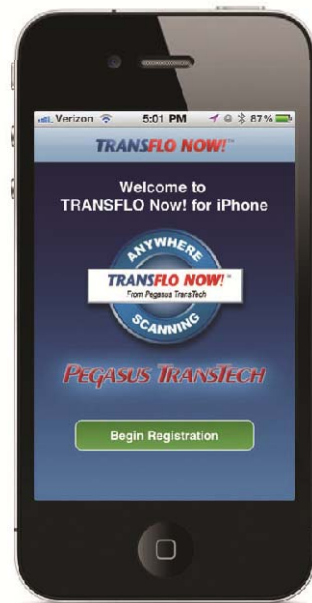 Verizon 5:01 PM 87%
TRANSFLO NOW!™
Welcome to
TRANSFLO Now! for iPhone
ANYWHERE
TRANSFLO NOW!™
From Pegasus TransTech
SCANNING
PEGASUS TRANSTECH
Begin Registration